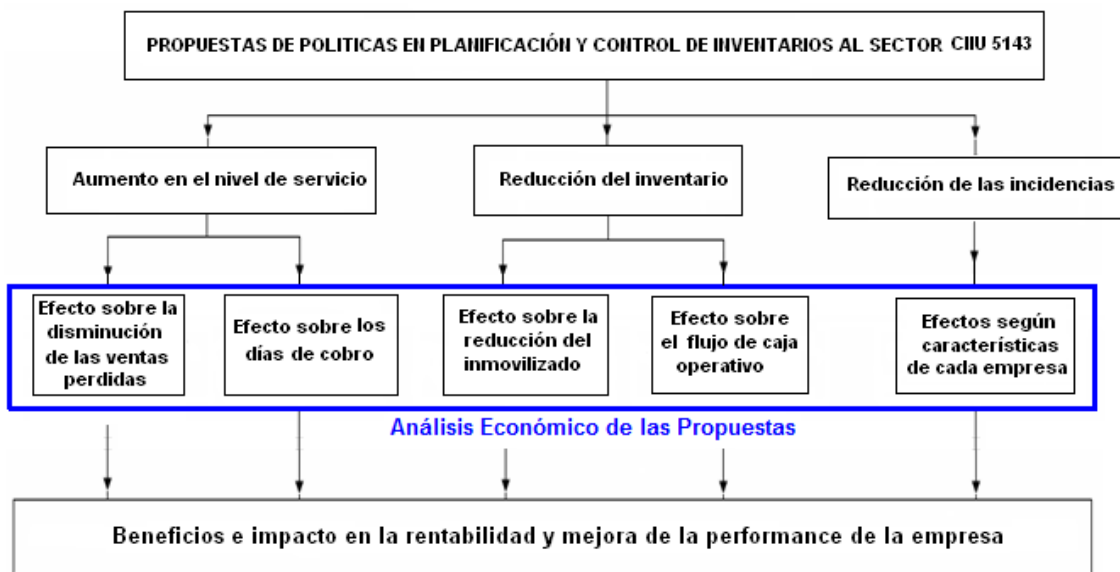 PROPUESTAS DE POLITICAS EN PLANIFICACIÓN Y CONTROL DE INVENTARIOS AL SECTOR CIIU 5143
Aumento en el nivel de servicio
Reducción del inventario
Reducción de las incidencias
Efecto sobre la
disminución
de las ventas
perdidas
Efecto sobre los
días de cobro
Efecto sobre la
reducción del
inmovilizado
Efecto sobre
el flujo de caja
operativo
Efectos según
características
de cada empresa
Análisis Económico de las Propuestas
Beneficios e impacto en la rentabilidad y mejora de la performance de la empresa